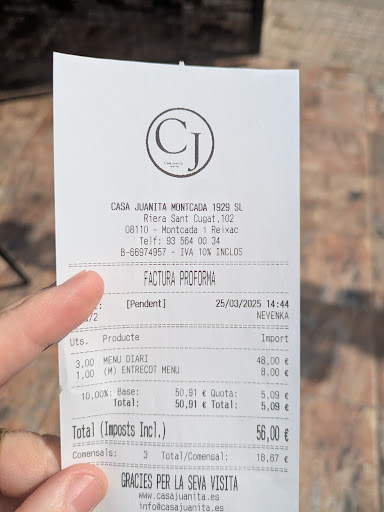 CJ
Casa Juanita
CASA JUANITA MONTCADA 1929 SL
Riera Sant Cugat,102
08110 - Montcada i Reixac
Telf: 93 564 00 34
B-66974957 - IVA 10% INCLOS
FACTURA PROFORMA
[Pendent] 25/03/2025 14:44
NEVENKA
Uts. Producte Import
3,00 MENU DIARI 48,00 €
1,00 (M) ENTRECOT MENU 8,00 €
10,00%: Base: 50,91 € Quota: 5,09 €
Total: 50,91 € Total: 5,09 €
Total (Imposts Incl.) 56,00 €
Comensals: 3 Total/Comensal: 18,67 €
GRACIES PER LA SEVA VISITA
www.casajuanita.es
info@casajuanita.es